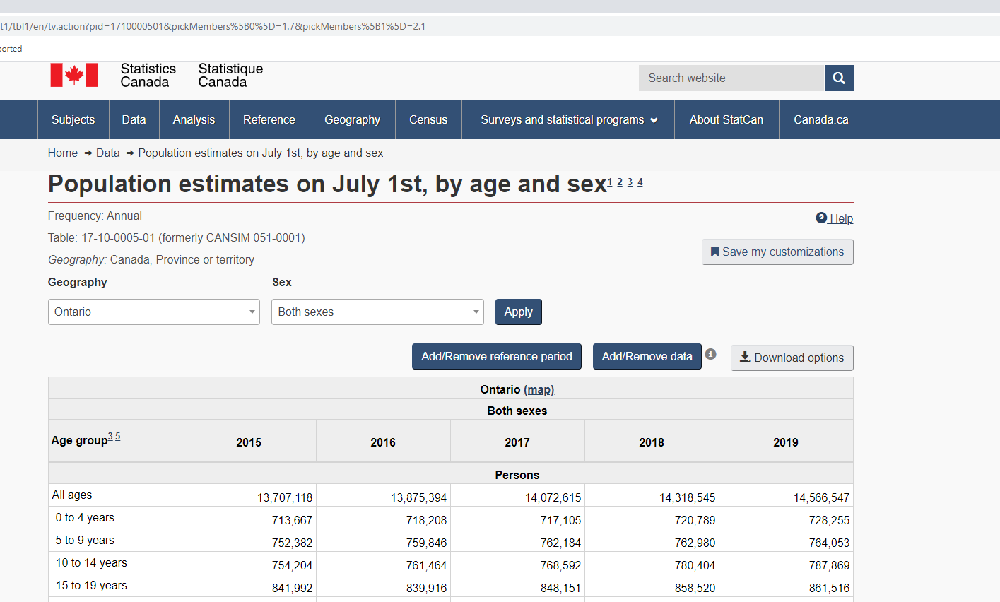 t1/tbl1/en/tv.action?pid=1710000501&pickMembers%5B0%5D=1.7&pickMembers%5B1%5D=2.1
orted
Statistics Canada
Statistique Canada
Search website
Subjects Data Analysis Reference Geography Census Surveys and statistical programs About StatCan Canada.ca
Home Data Population estimates on July 1st, by age and sex
Population estimates on July 1st, by age and sex1 2 3 4
Frequency: Annual
Help
Table: 17-10-0005-01 (formerly CANSIM 051-0001)
Save my customizations
Geography: Canada, Province or territory
Geography Sex
Ontario Both sexes Apply
Add/Remove reference period Add/Remove data Download options
Ontario (map)
Both sexes
Age group3 5 2015 2016 2017 2018 2019
Persons
All ages 13,707,118 13,875,394 14,072,615 14,318,545 14,566,547
0 to 4 years 713,667 718,208 717,105 720,789 728,255
5 to 9 years 752,382 759,846 762,184 762,980 764,053
10 to 14 years 754,204 761,464 768,592 780,404 787,869
15 to 19 years 841,992 839,916 848,151 858,520 861,516